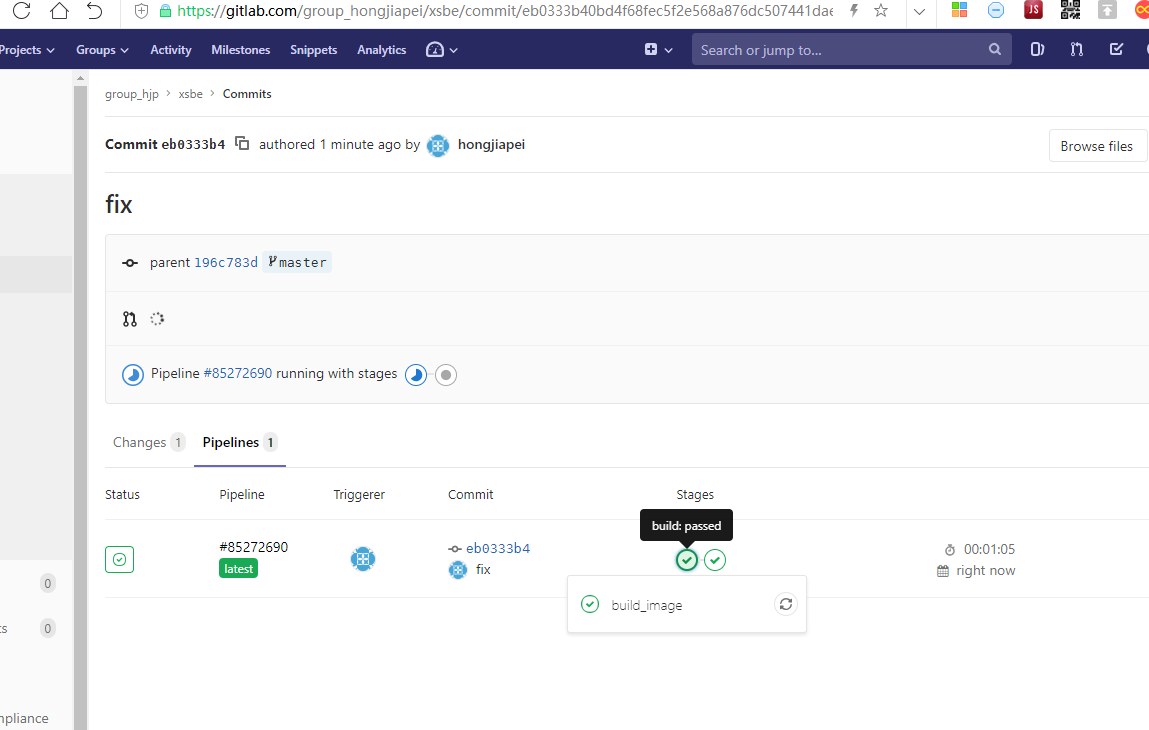 https://gitlab.com/group_hongjiapei/xsbe/commit/eb0333b40bd4f68fec5f2e568a876dc507441dae
JS
Projects Groups Activity Milestones Snippets Analytics Search or jump to...
group_hjp > xsbe > Commits
Commit eb0333b4 authored 1 minute ago by hongjiapei
Browse files
fix
parent 196c783d master
Pipeline #85272690 running with stages
Changes 1 Pipelines 1
Status Pipeline Triggerer Commit Stages
build: passed
#85272690
latest
eb0333b4
fix
00:01:05
right now
build_image
0
0